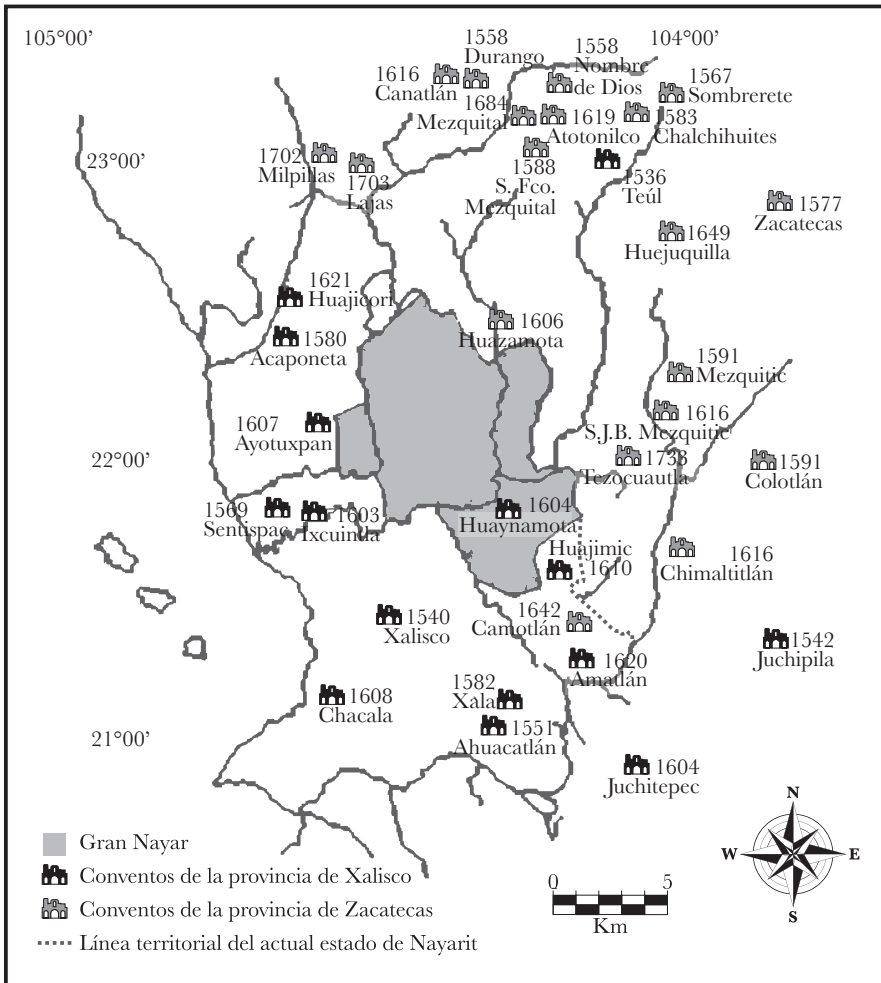 105°00'
104°00'
1558
Durango
1558
Nombre
de Dios
1616
Canatlán
1567
Sombrerete
1684
Mezquital
1619
Atotonilco
1583
Chalchihuites
23°00'
1702
Milpillas
1703
Lajas
1588
S. Fco.
Mezquital
1536
Teúl
1577
Zacatecas
1649
Huejuquilla
1621
Huajicori
1580
Acaponeta
1606
Huazamota
1591
Mezquitic
1607
Ayotuxpan
1616
S.J.B. Mezquitic
22°00'
1733
Tezocuautla
1591
Colotlán
1569
Sentispac
1603
Ixcuintla
1604
Huaynamota
Huajimic
1610
1616
Chimaltitlán
1540
Xalisco
1642
Camotlán
1542
Juchipila
1620
Amatlán
1608
Chacala
1582
Xala
1551
Ahuacatlán
21°00'
1604
Juchitepec
Gran Nayar
Conventos de la provincia de Xalisco
Conventos de la provincia de Zacatecas
Línea territorial del actual estado de Nayarit
0 5
Km
N
W E
S